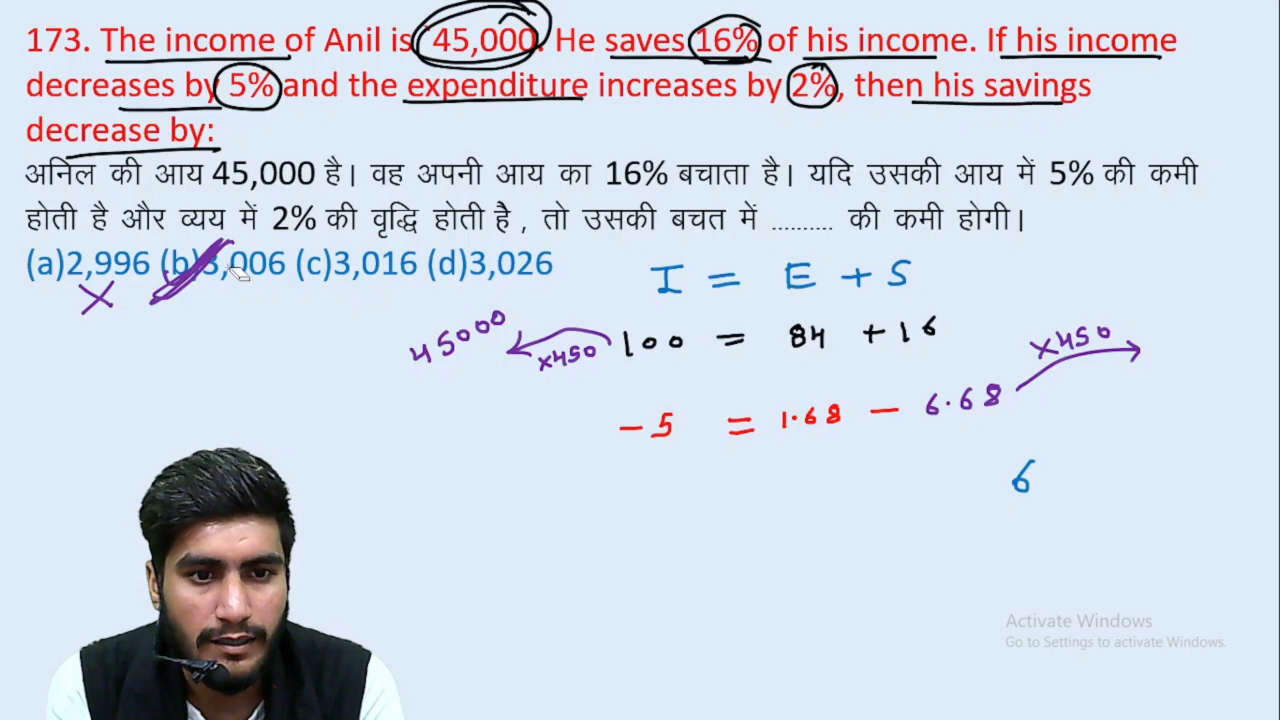 173. The income of Anil is 45,000. He saves 16% of his income. If his income
decreases by 5% and the expenditure increases by 2%, then his savings
decrease by:
अनिल की आय 45,000 है। वह अपनी आय का 16% बचाता है। यदि उसकी आय में 5% की कमी
होती है और व्यय में 2% की वृद्धि होती है, तो उसकी बचत में .......... की कमी होगी।
(a)2,996 (b)3,006 (c)3,016 (d)3,026
I = E + S
45000 ×450 100 = 84 + 16 ×450
- 5 = 1.68 - 6.68
6
Activate Windows
Go to Settings to activate Windows.